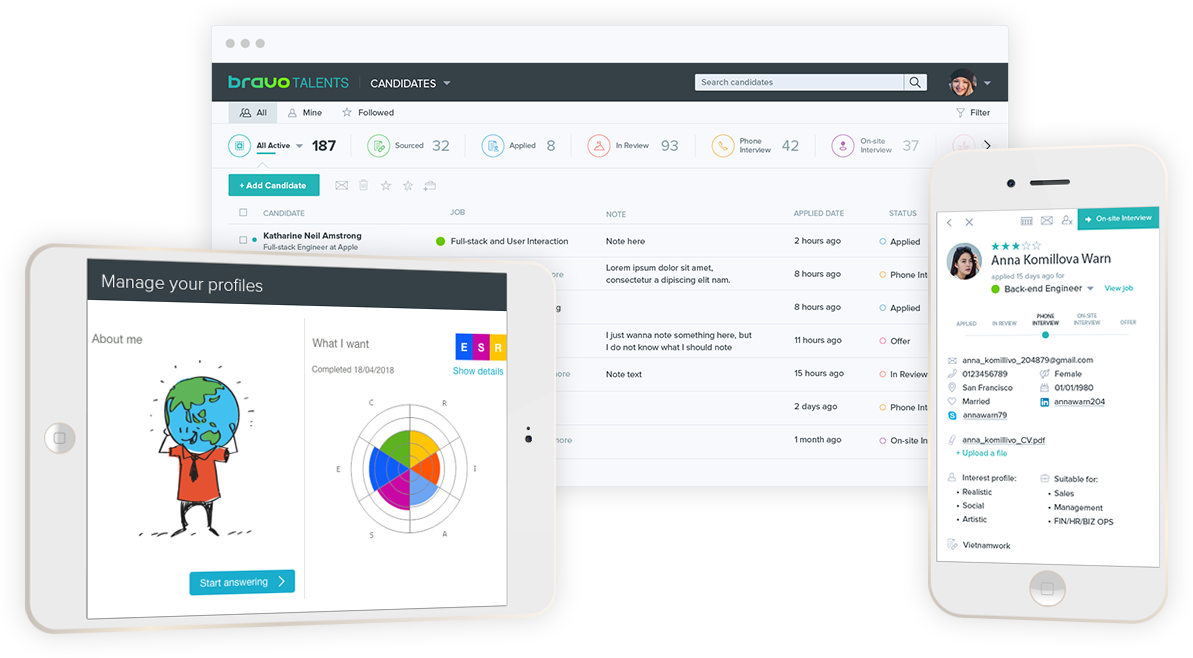 bravoTALENTS CANDIDATES Search candidates
All Mine Followed Filter
All Active 187 Sourced 32 Applied 8 In Review 93 Phone Interview 42 On-site Interview 37
+ Add Candidate
CANDIDATE JOB NOTE APPLIED DATE STATUS
Katharine Neil Amstrong
Full-stack Engineer at Apple
Full-stack and User Interaction Note here 2 hours ago Applied
ore Lorem ipsum dolor sit amet,
consectetur a dipiscing elit nam.
8 hours ago Phone Int
g 8 hours ago Applied
I just wanna note something here, but
I do not know what I should note
11 hours ago Offer
ore Note text 15 hours ago In Review
2 days ago Phone Int
nore 1 month ago On-site In
Manage your profiles
About me
Start answering
What I want
E S R
Completed 18/04/2018 Show details
C R
E I
S A
On-site Interview
Anna Komillova Warn
applied 15 days ago for
Back-end Engineer View job
APPLIED IN REVIEW PHONE INTERVIEW ON-SITE INTERVIEW OFFER
anna_komillivo_204879@gmail.com
0123456789 Female
San Francisco 01/01/1980
Married annawarn204
annawarn79
anna_komillivo_CV.pdf
+ Upload a file
Interest profile: Suitable for:
• Realistic • Sales
• Social • Management
• Artistic • FIN/HR/BIZ OPS
Vietnamwork